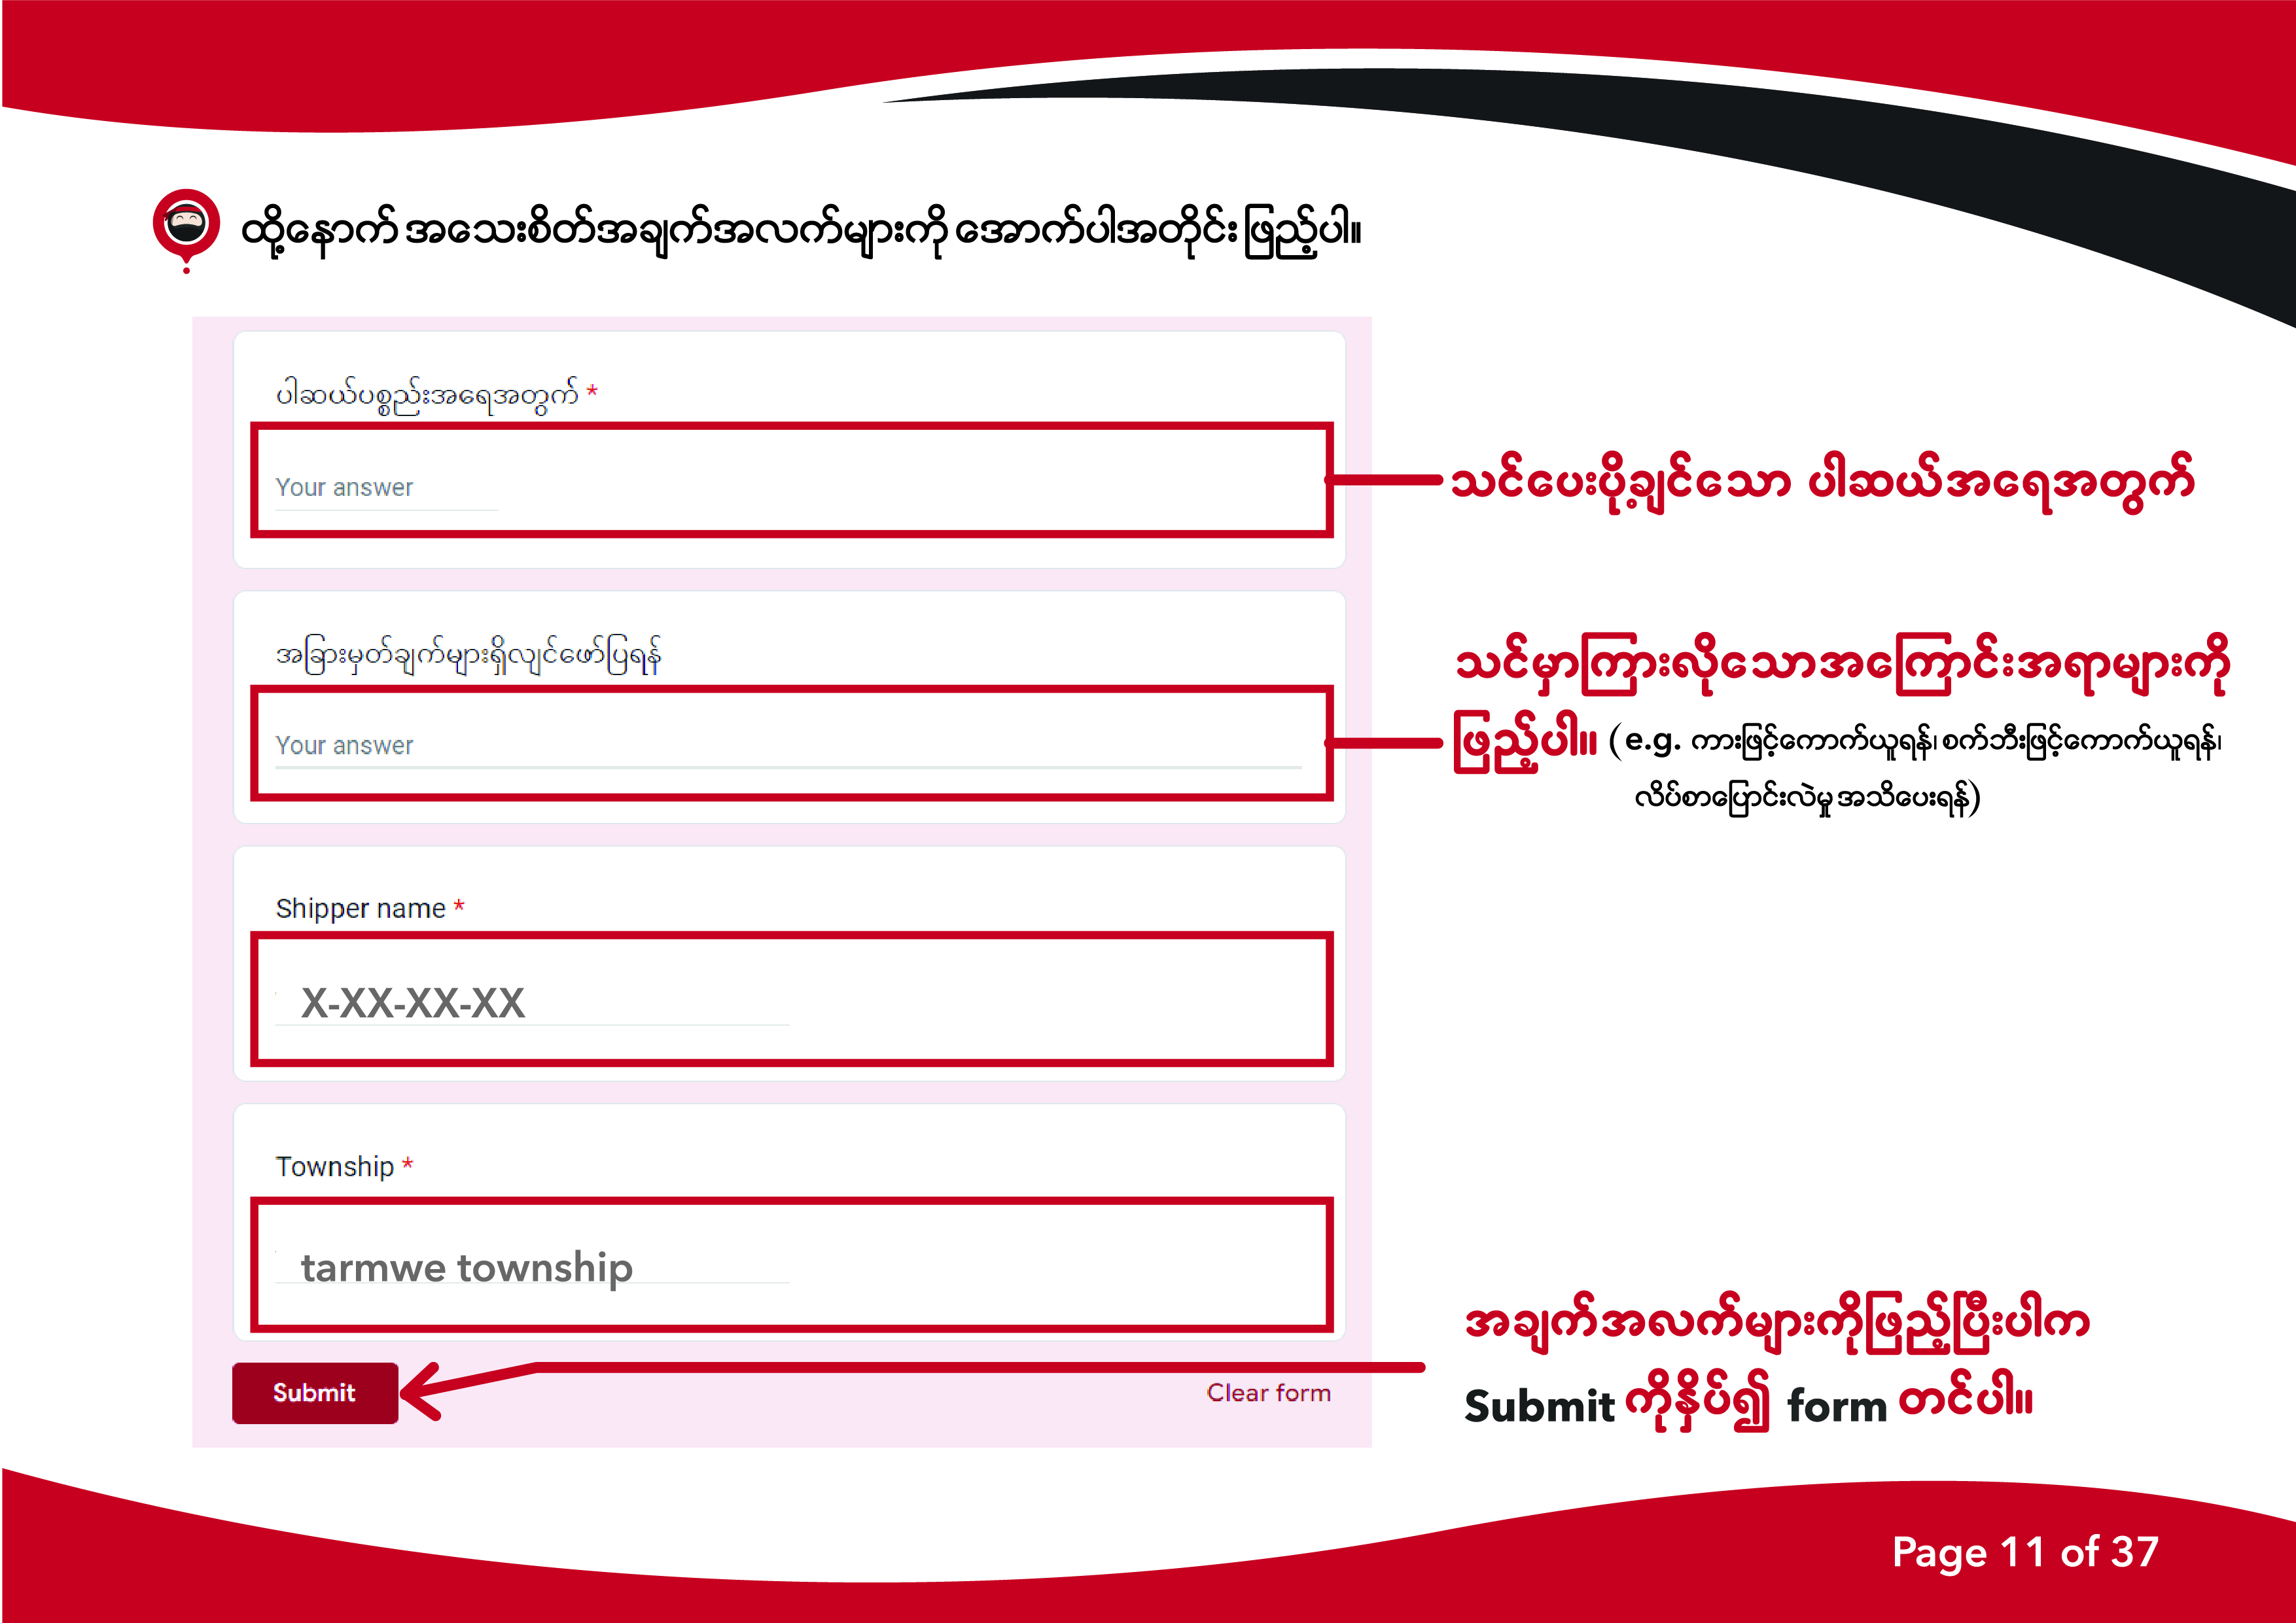 ထို့နောက် အသေးစိတ်အချက်အလက်များကို အောက်ပါအတိုင်း ဖြည့်ပါ။
ပါဆယ်ပစ္စည်းအရေအတွက် *
Your answer
သင်ပေးပို့ချင်သော ပါဆယ်အရေအတွက်
အခြားမှတ်ချက်များရှိလျှင်ဖော်ပြရန်
Your answer
သင်မှာကြားလိုသောအကြောင်းအရာများကို
ဖြည့်ပါ။ (e.g. ကားဖြင့်ကောက်ယူရန်၊ စက်ဘီးဖြင့်ကောက်ယူရန်၊
လိပ်စာပြောင်းလဲမှု အသိပေးရန်)
Shipper name *
X-XX-XX-XX
Township *
tarmwe township
အချက်အလက်များကိုဖြည့်ပြီးပါက
Submit ကိုနှိပ်၍ form တင်ပါ။
Submit
Clear form
Page 11 of 37